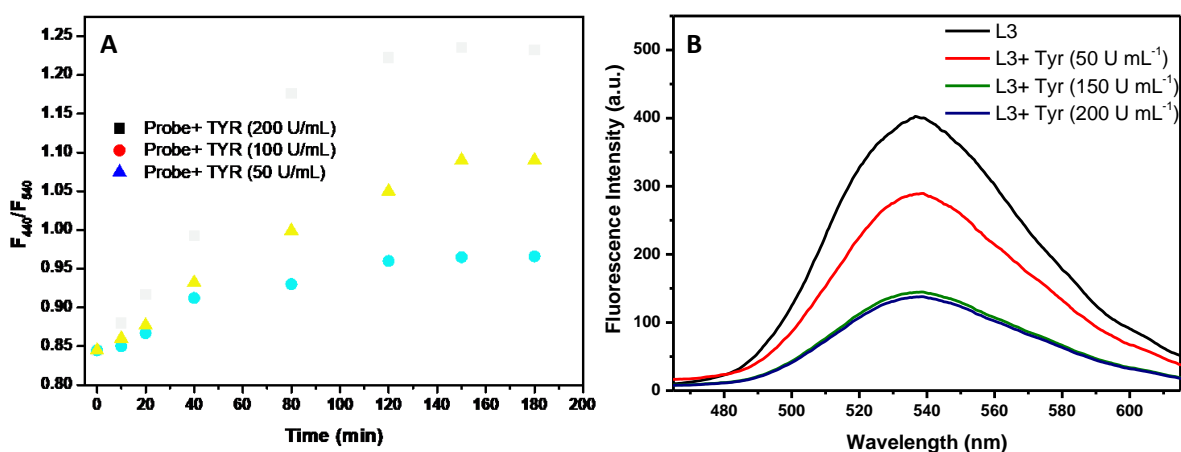 A
1.25
1.20
1.15
1.10
1.05
1.00
0.95
0.90
0.85
0.80
F440/F540
Probe+ TYR (200 U/mL)
Probe+ TYR (100 U/mL)
Probe+ TYR (50 U/mL)
0 20 40 60 80 100 120 140 160 180 200
Time (min)
B
500
400
300
200
100
0
Fluorescence Intensity (a.u.)
L3
L3+ Tyr (50 U mL⁻¹)
L3+ Tyr (150 U mL⁻¹)
L3+ Tyr (200 U mL⁻¹)
480 500 520 540 560 580 600
Wavelength (nm)